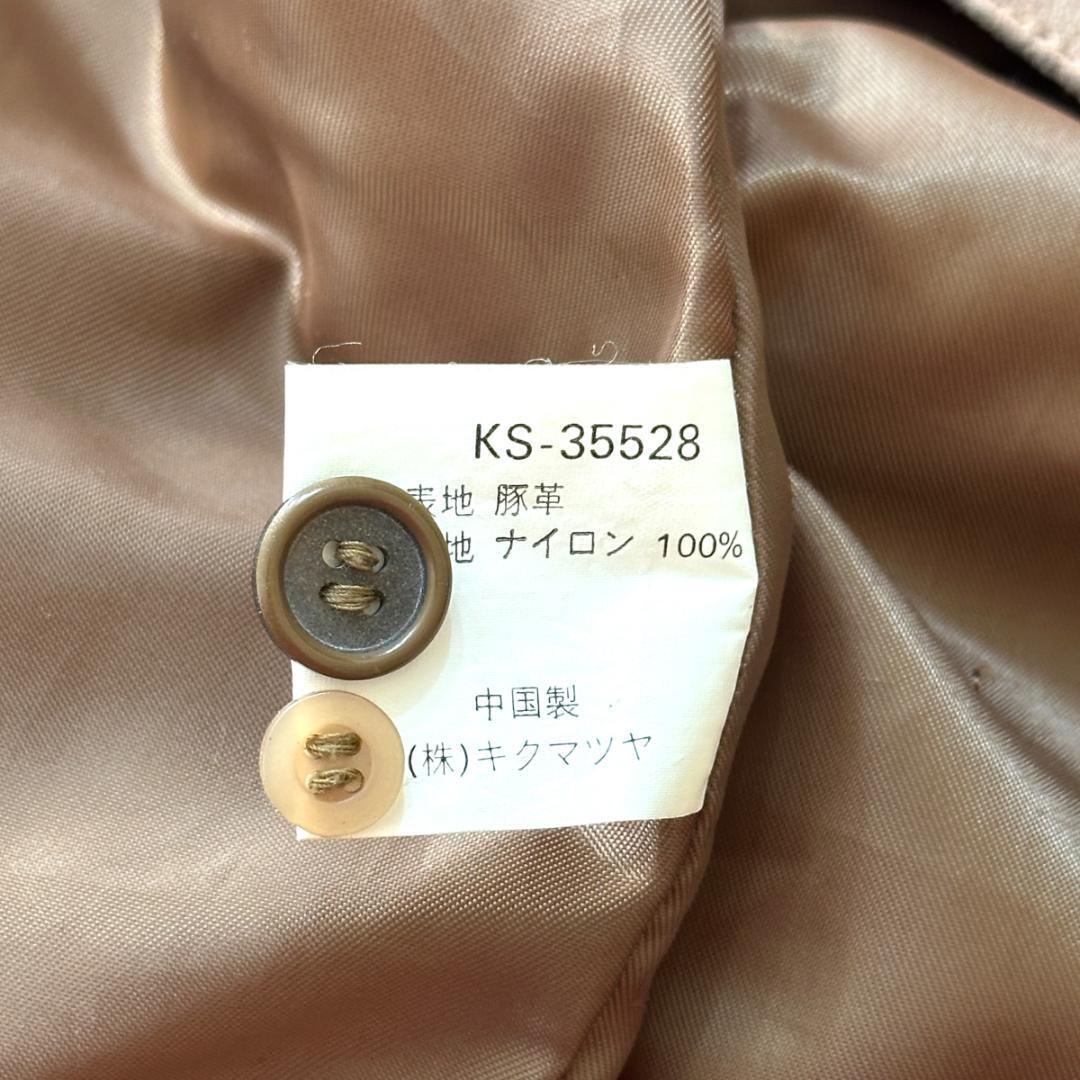 KS-35528
表地 豚革
地 ナイロン 100%
中国製
(株)キクマツヤ